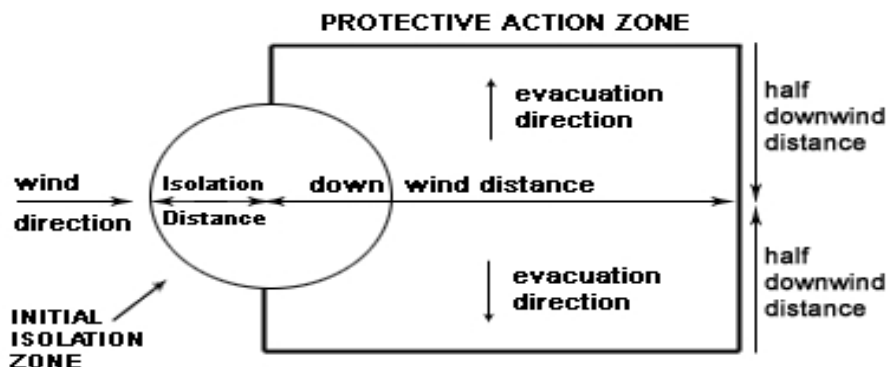 PROTECTIVE ACTION ZONE
evacuation
direction
half
downwind
distance
wind
direction
Isolation
Distance
down wind distance
evacuation
direction
half
downwind
distance
INITIAL
ISOLATION
ZONE